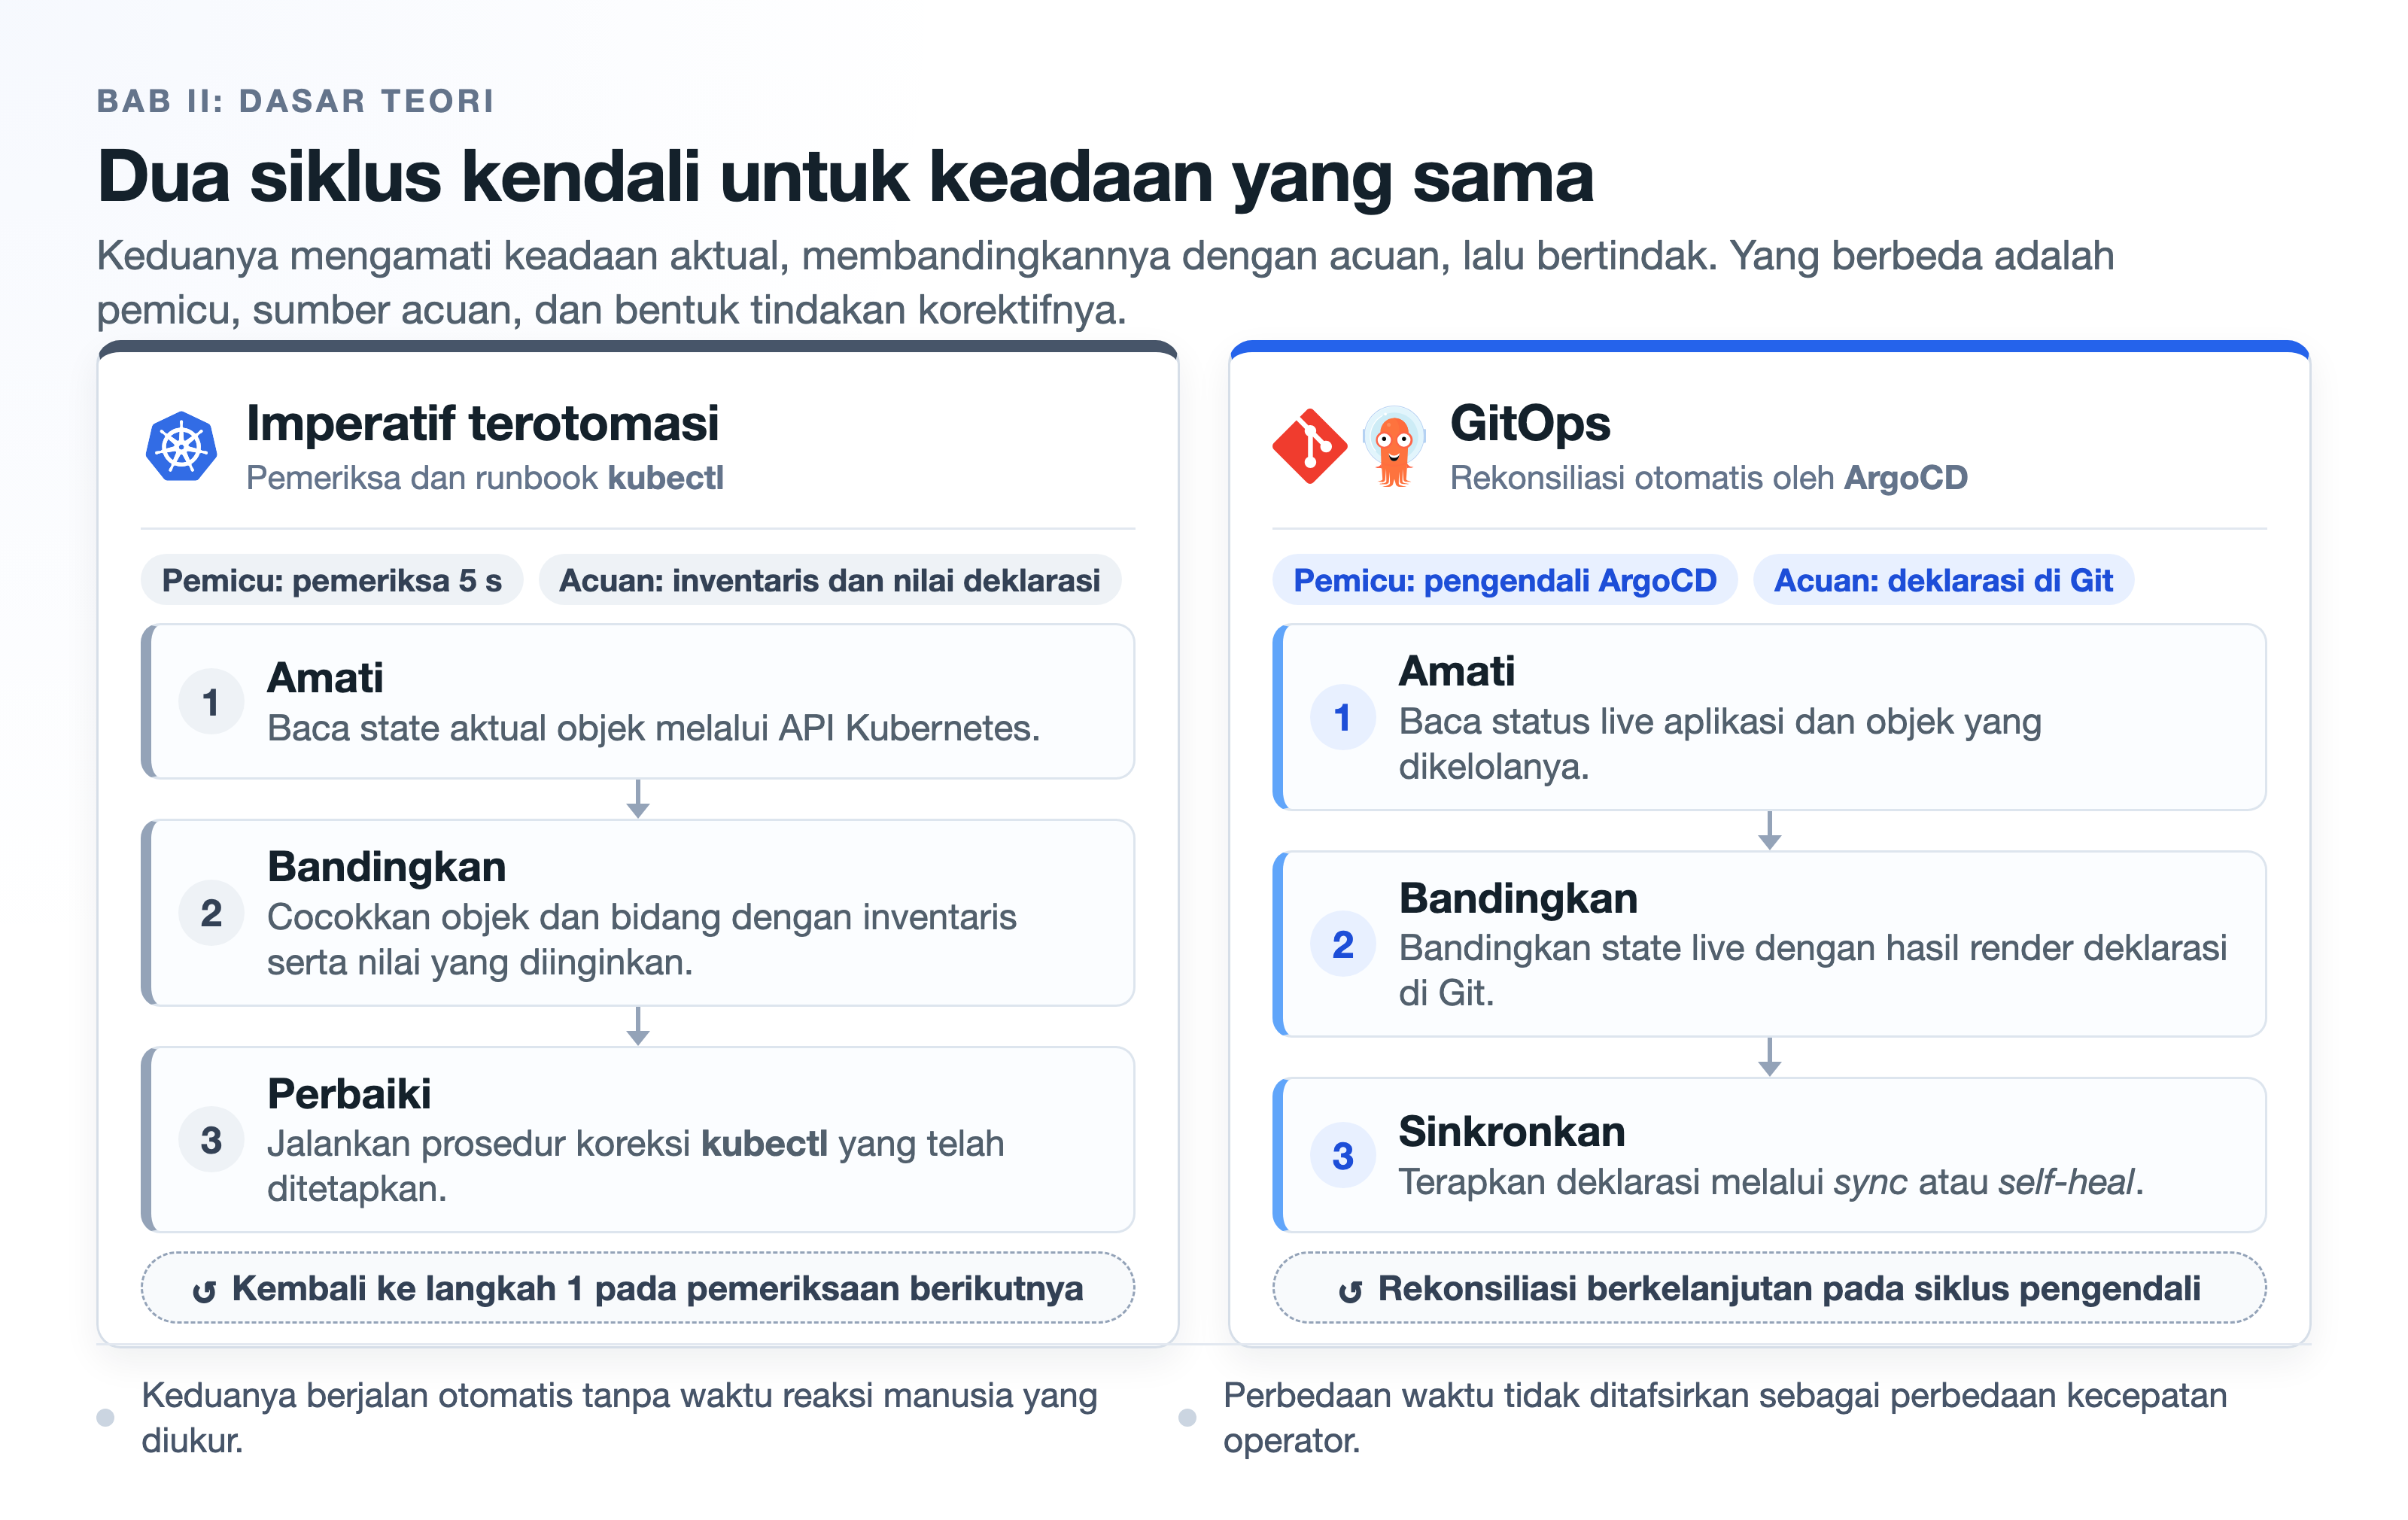 BAB II: DASAR TEORI
Dua siklus kendali untuk keadaan yang sama
Keduanya mengamati keadaan aktual, membandingkannya dengan acuan, lalu bertindak. Yang berbeda adalah
pemicu, sumber acuan, dan bentuk tindakan korektifnya.
Imperatif terotomasi
Pemeriksa dan runbook kubectl
Pemicu: pemeriksa 5 s
Acuan: inventaris dan nilai deklarasi
1
Amati
Baca state aktual objek melalui API Kubernetes.
2
Bandingkan
Cocokkan objek dan bidang dengan inventaris
serta nilai yang diinginkan.
3
Perbaiki
Jalankan prosedur koreksi kubectl yang telah
ditetapkan.
↺ Kembali ke langkah 1 pada pemeriksaan berikutnya
GitOps
Rekonsiliasi otomatis oleh ArgoCD
Pemicu: pengendali ArgoCD
Acuan: deklarasi di Git
1
Amati
Baca status live aplikasi dan objek yang
dikelolanya.
2
Bandingkan
Bandingkan state live dengan hasil render deklarasi
di Git.
3
Sinkronkan
Terapkan deklarasi melalui sync atau self-heal.
↺ Rekonsiliasi berkelanjutan pada siklus pengendali
Keduanya berjalan otomatis tanpa waktu reaksi manusia yang
diukur.
Perbedaan waktu tidak ditafsirkan sebagai perbedaan kecepatan
operator.